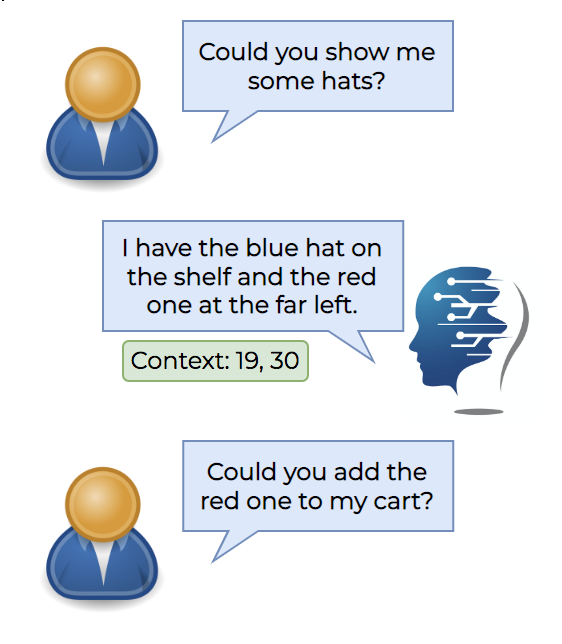 Could you show me
some hats?
I have the blue hat on
the shelf and the red
one at the far left.
Context: 19, 30
Could you add the
red one to my cart?